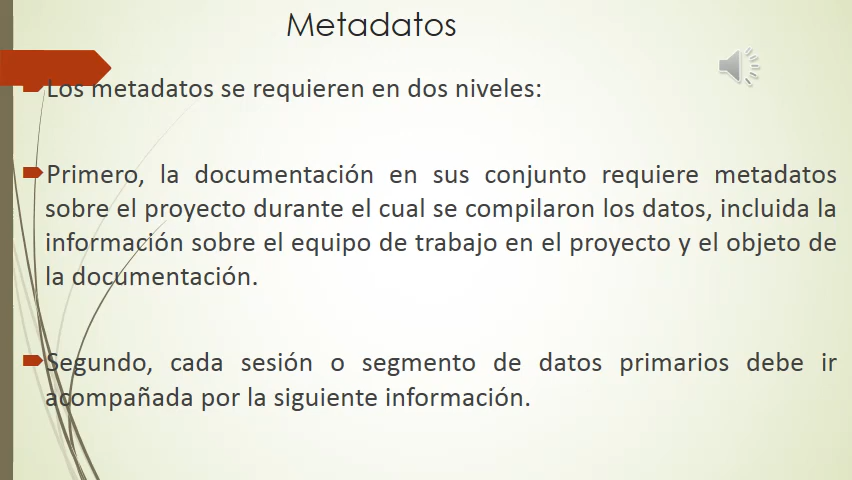 Metadatos
Los metadatos se requieren en dos niveles:
Primero, la documentación en sus conjunto requiere metadatos
sobre el proyecto durante el cual se compilaron los datos, incluida la
información sobre el equipo de trabajo en el proyecto y el objeto de
la documentación.
Segundo, cada sesión o segmento de datos primarios debe ir
acompañada por la siguiente información.